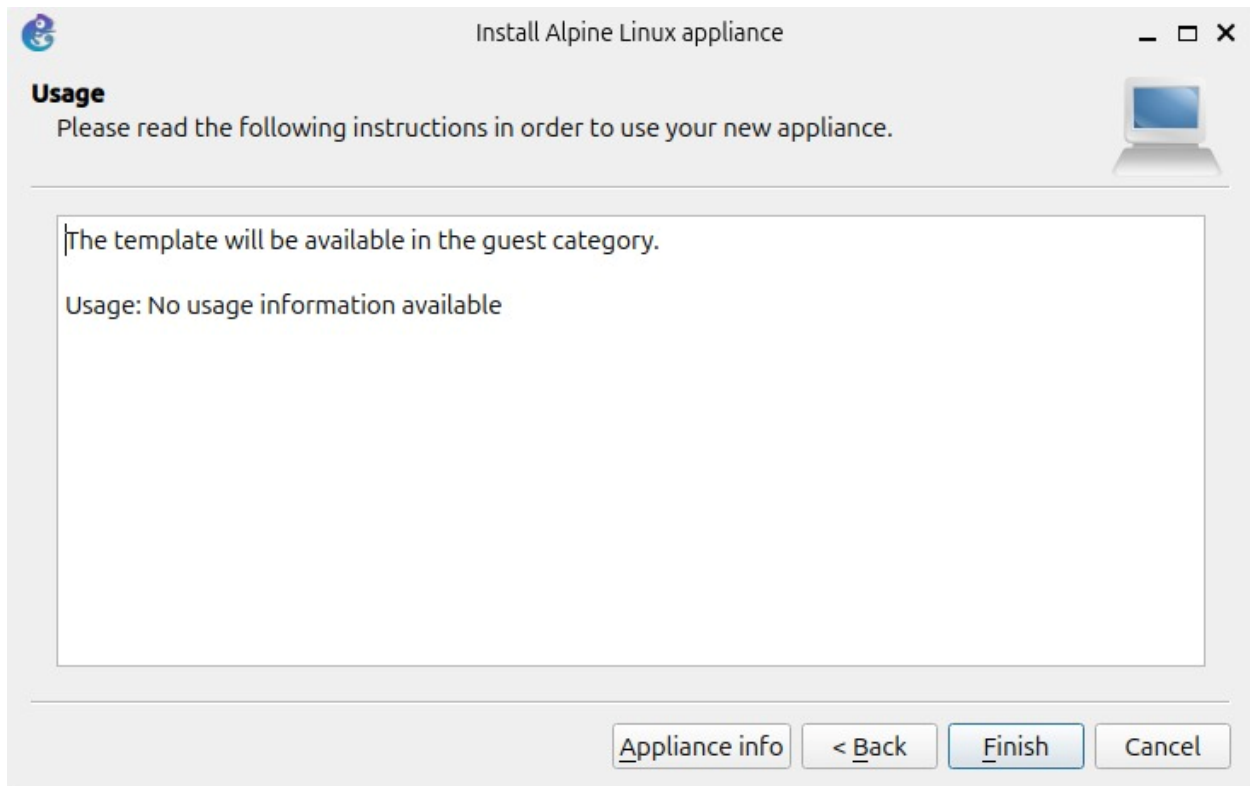 Install Alpine Linux appliance
Usage
Please read the following instructions in order to use your new appliance.
The template will be available in the guest category.
Usage: No usage information available
Appliance info
< Back
Finish
Cancel